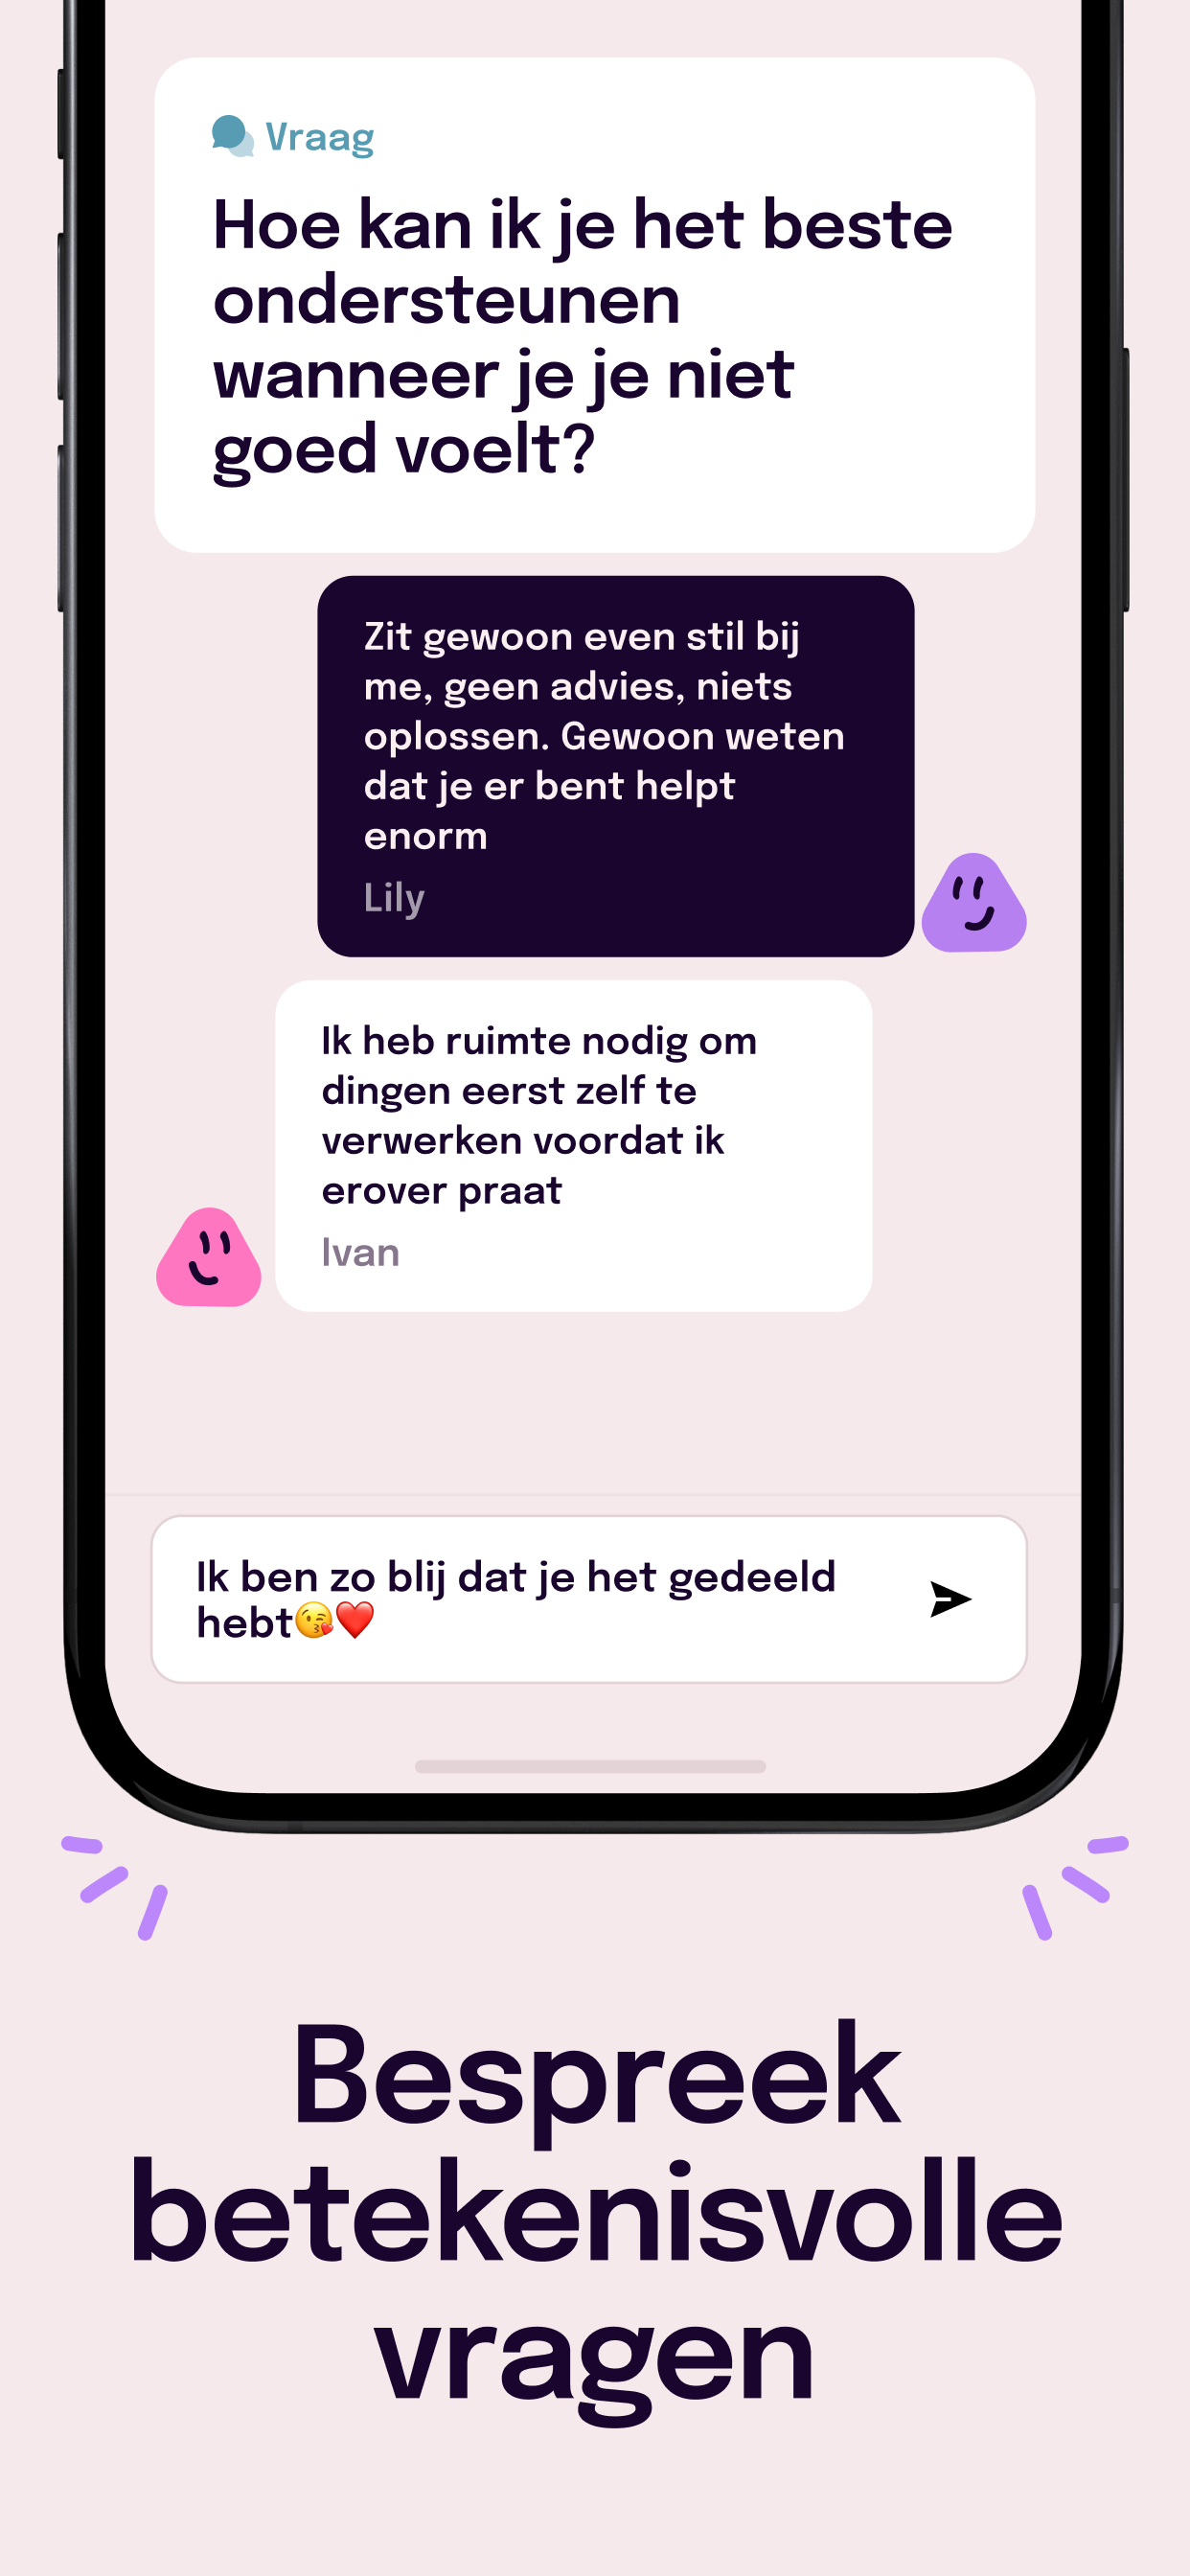 Vraag
Hoe kan ik je het beste
ondersteunen
wanneer je je niet
goed voelt?
Zit gewoon even stil bij
me, geen advies, niets
oplossen. Gewoon weten
dat je er bent helpt
enorm
Lily
Ik heb ruimte nodig om
dingen eerst zelf te
verwerken voordat ik
erover praat
Ivan
Ik ben zo blij dat je het gedeeld
hebt😘❤️
Bespreek
betekenisvolle
vragen